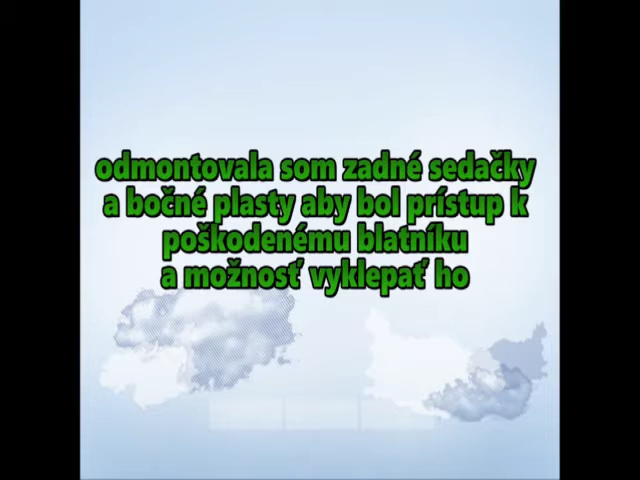 odmontovala som zadné sedačky
a bočné plasty aby bol prístup k
poškodenému blatníku
a možnosť vyklepať ho